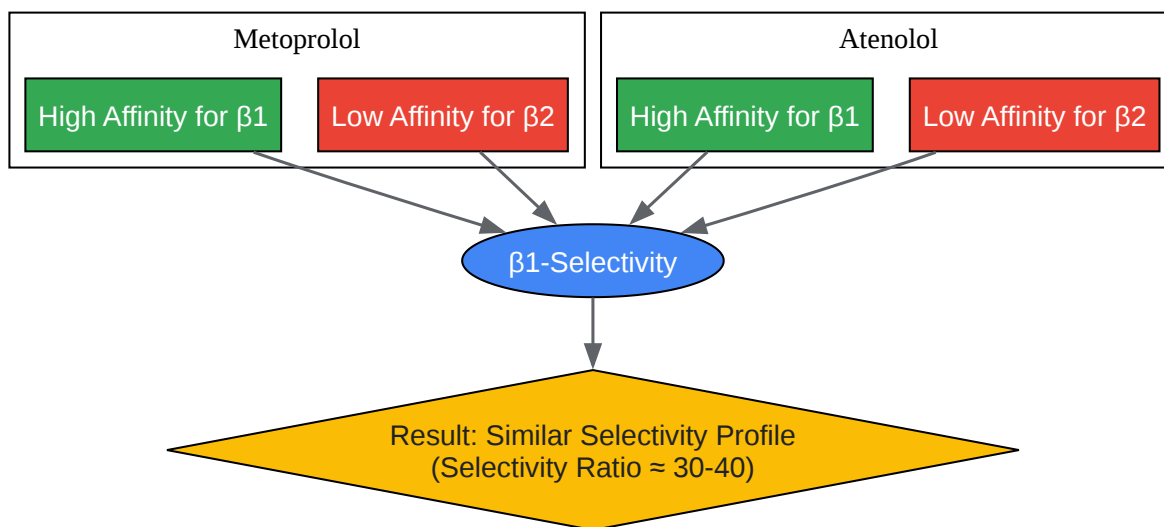 Metoprolol
Atenolol
High Affinity for β1
Low Affinity for β2
High Affinity for β1
Low Affinity for β2
β1-Selectivity
Result: Similar Selectivity Profile
(Selectivity Ratio ≈ 30-40)